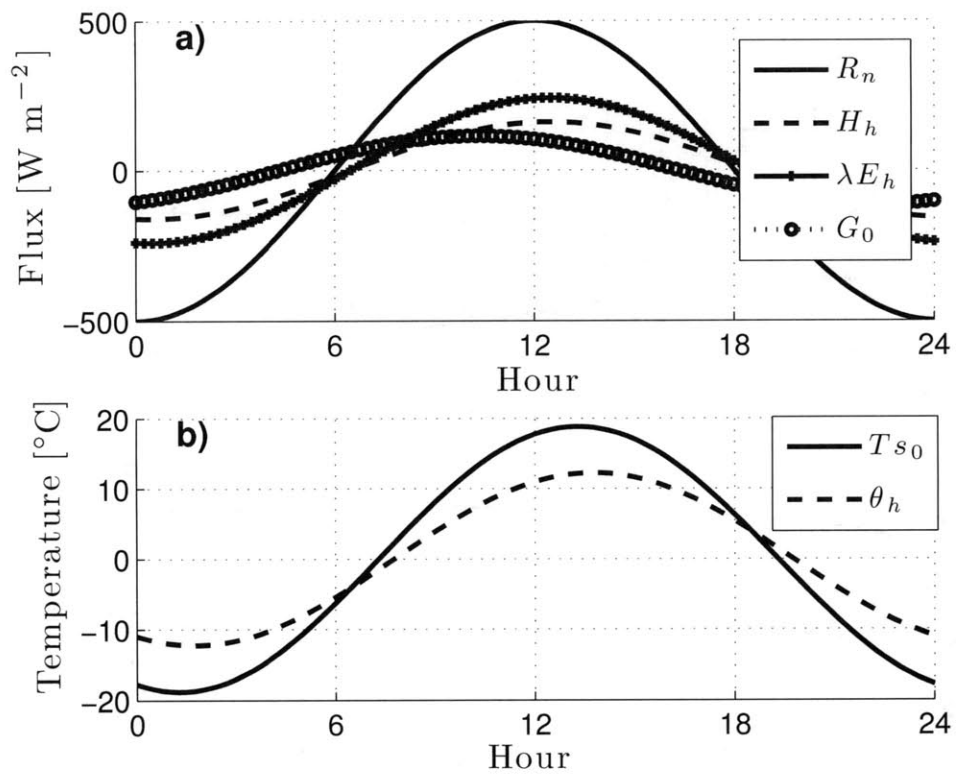 a)
Flux [W m⁻²]
500
0
−500
R_n
H_h
λE_h
G_0
0 6 12 18 24
Hour
b)
Temperature [°C]
20
10
0
−10
−20
Ts_0
θ_h
0 6 12 18 24
Hour